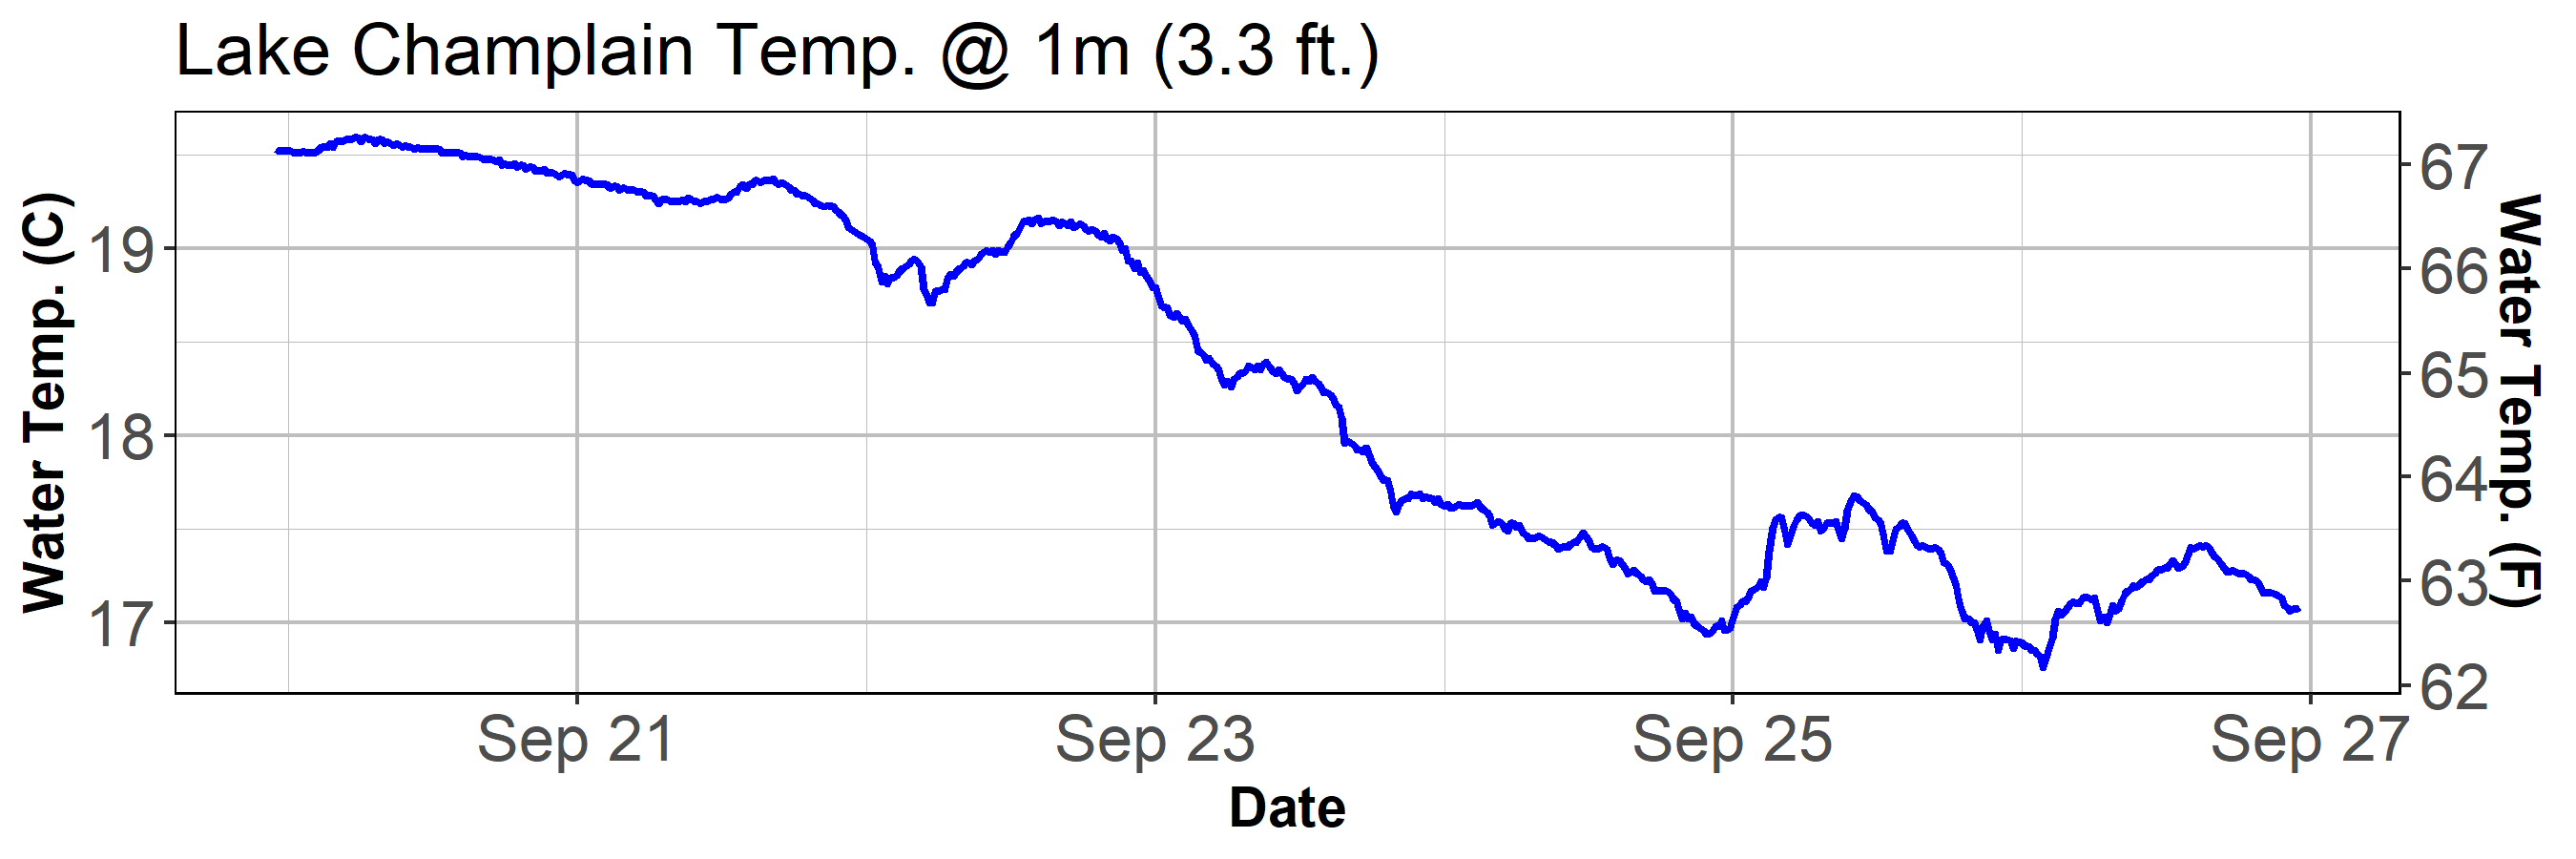 Lake Champlain Temp. @ 1m (3.3 ft.)
Water Temp. (C)
19
18
17
67
66
65
64
63
62
Water Temp. (F)
Sep 21
Sep 23
Sep 25
Sep 27
Date